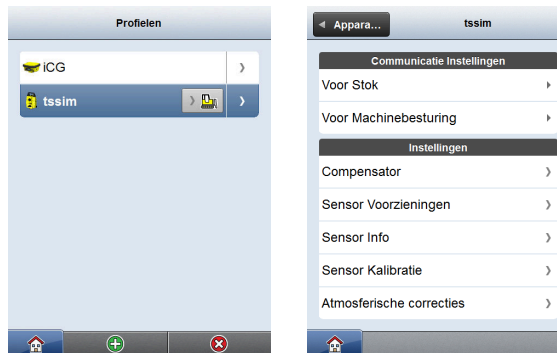 Profielen
iCG
tssim
Appara...
tssim
Communicatie Instellingen
Voor Stok
Voor Machinebesturing
Instellingen
Compensator
Sensor Voorzieningen
Sensor Info
Sensor Kalibratie
Atmosferische correcties